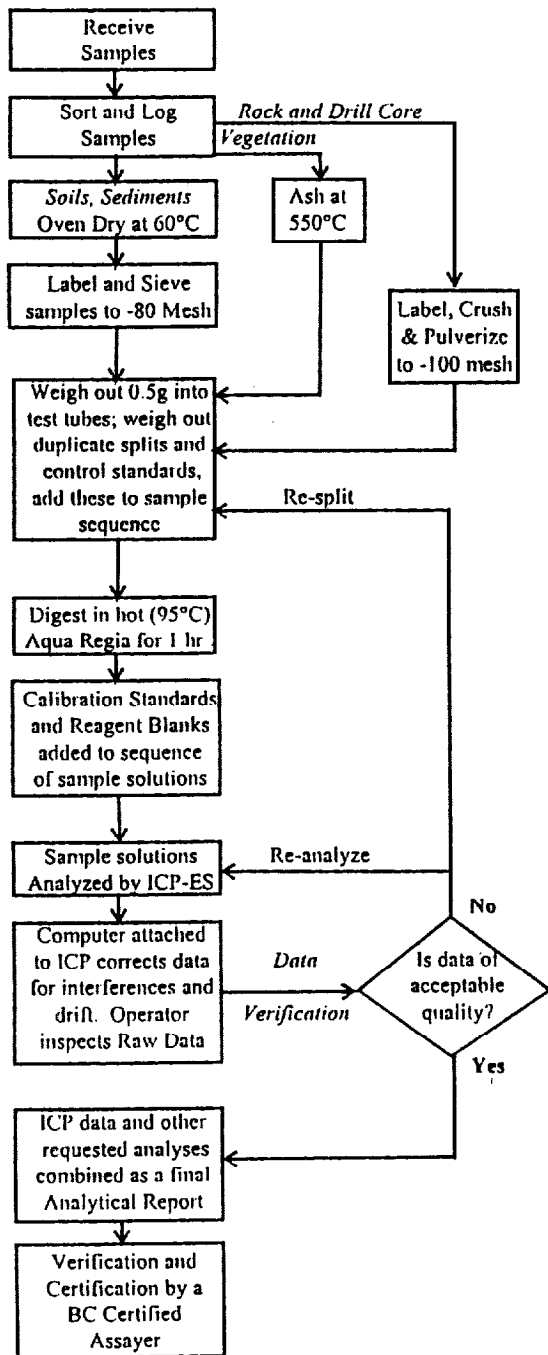 Receive
Samples
Sort and Log
Samples
Rock and Drill Core
Vegetation
Soils, Sediments
Oven Dry at 60°C
Ash at
550°C
Label and Sieve
samples to -80 Mesh
Label, Crush
& Pulverize
to -100 mesh
Weigh out 0.5g into
test tubes; weigh out
duplicate splits and
control standards,
add these to sample
sequence
Re-split
Digest in hot (95°C)
Aqua Regia for 1 hr
Calibration Standards
and Reagent Blanks
added to sequence
of sample solutions
Sample solutions
Analyzed by ICP-ES
Re-analyze
No
Computer attached
to ICP corrects data
for interferences and
drift. Operator
inspects Raw Data
Data
Verification
Is data of
acceptable
quality?
Yes
ICP data and other
requested analyses
combined as a final
Analytical Report
Verification and
Certification by a
BC Certified
Assayer